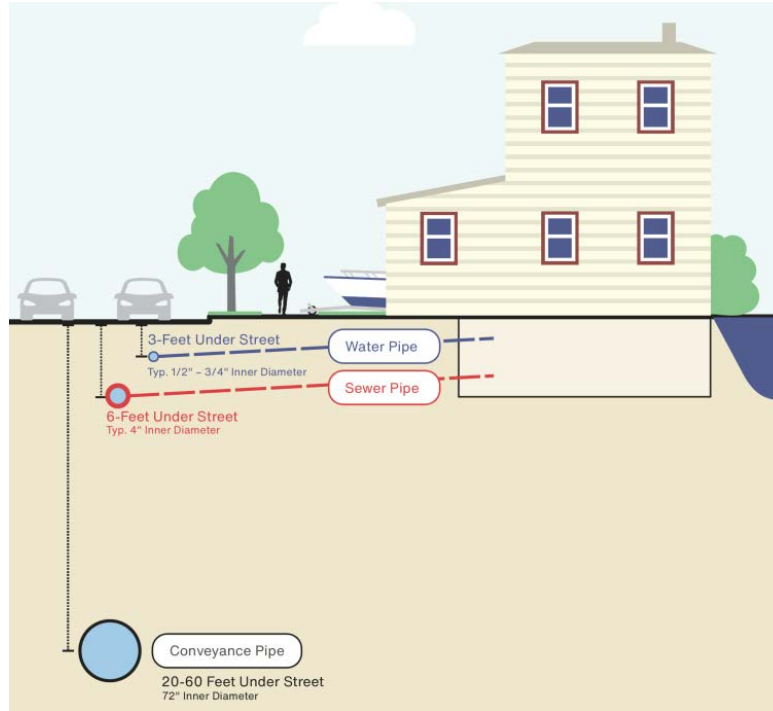 3-Feet Under Street
Typ. 1/2" – 3/4" Inner Diameter
Water Pipe
Sewer Pipe
6-Feet Under Street
Typ. 4" Inner Diameter
Conveyance Pipe
20-60 Feet Under Street
72" Inner Diameter